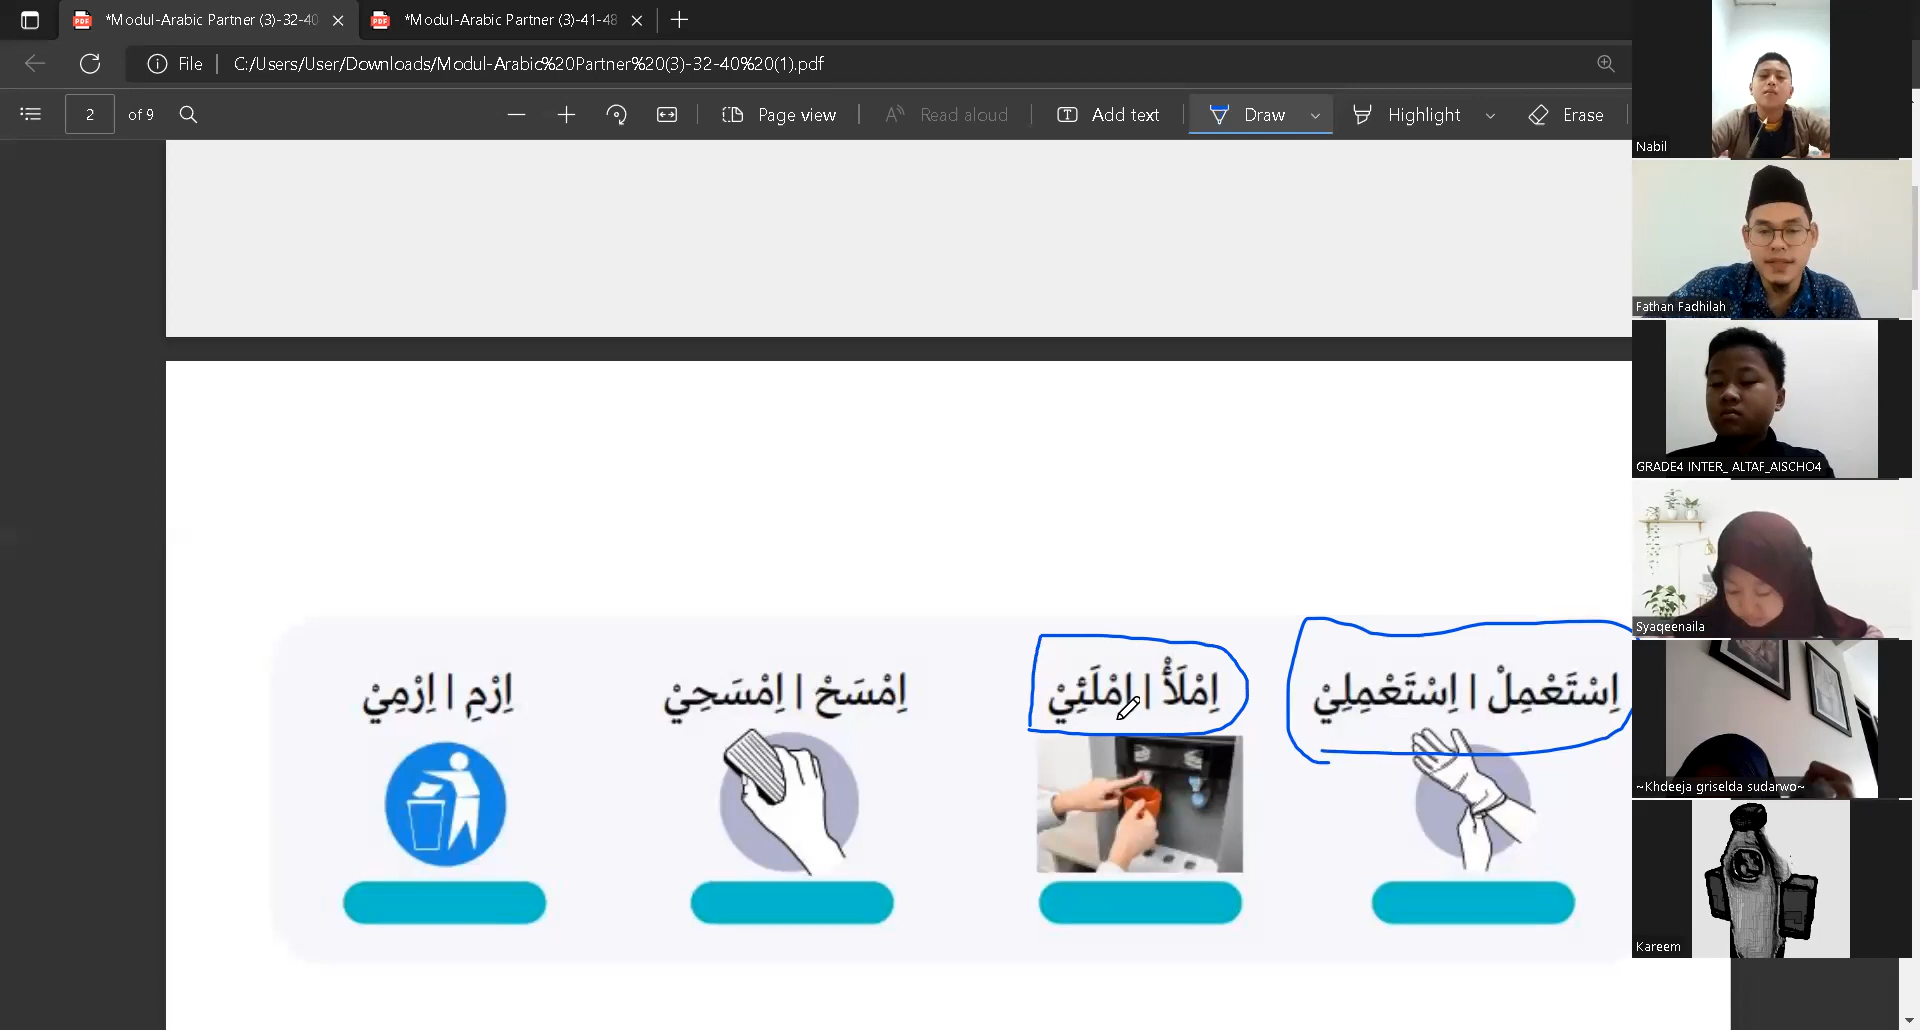 *Modul-Arabic Partner (3)-32-40
*Modul-Arabic Partner (3)-41-48
File
C:/Users/User/Downloads/Modul-Arabic%20Partner%20(3)-32-40%20(1).pdf
2 of 9
Page view
Read aloud
Add text
Draw
Highlight
Erase
اِسْتَعْمِلْ | اِسْتَعْمِلِيْ
اِمْلَأْ | اِمْلَئِيْ
اِمْسَحْ | اِمْسَحِيْ
اِرْمِ | اِرْمِيْ
Nabil
Fathan Fadhilah
GRADE4 INTER_ ALTAF_AISCHO4
Syaqeenaila
~Khdeeja griselda sudarwo~
Kareem